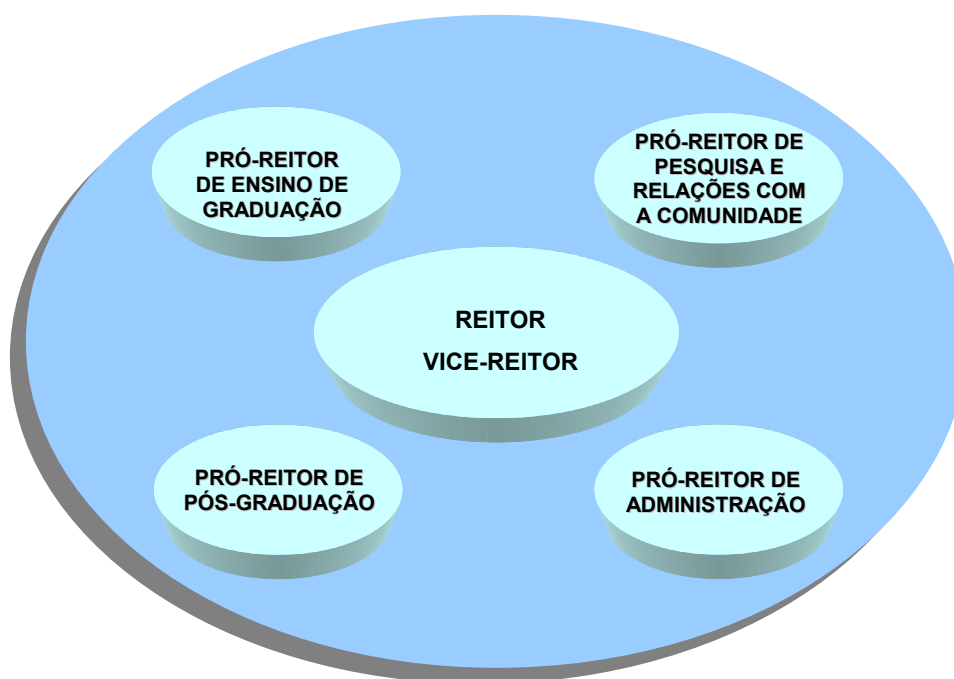 PRÓ-REITOR
DE ENSINO DE
GRADUAÇÃO
PRÓ-REITOR DE
PESQUISA E
RELAÇÕES COM
A COMUNIDADE
REITOR
VICE-REITOR
PRÓ-REITOR DE
PÓS-GRADUAÇÃO
PRÓ-REITOR DE
ADMINISTRAÇÃO